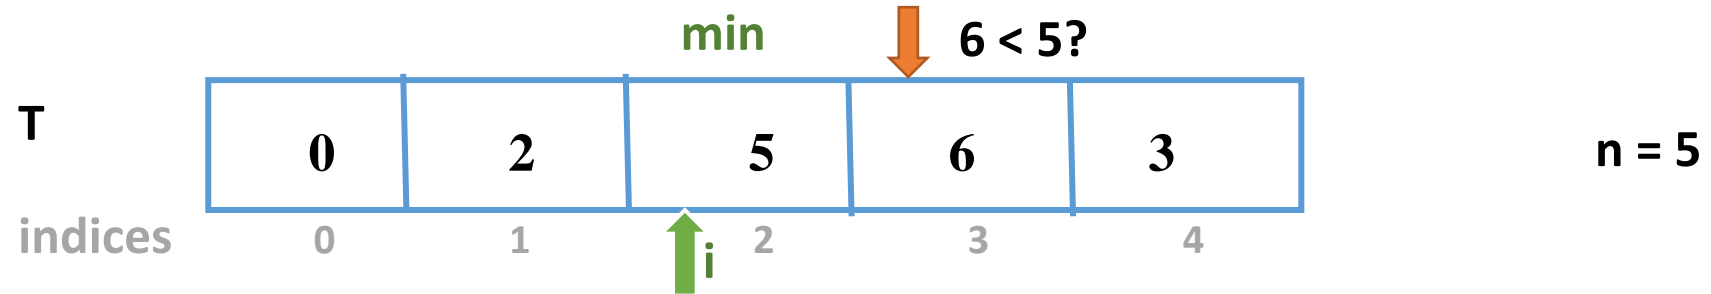 min 6 < 5?
T 0 2 5 6 3 n = 5
indices 0 1 i 2 3 4